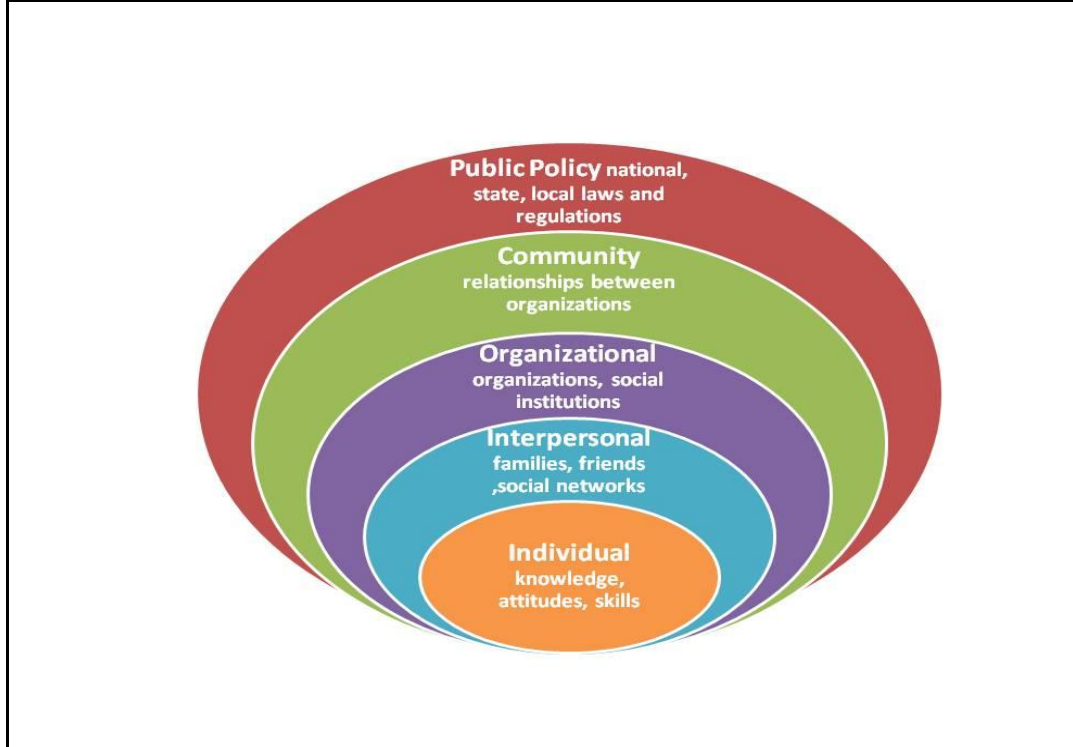 Public Policy national,
state, local laws and
regulations
Community
relationships between
organizations
Organizational
organizations, social
institutions
Interpersonal
families, friends
,social networks
Individual
knowledge,
attitudes, skills